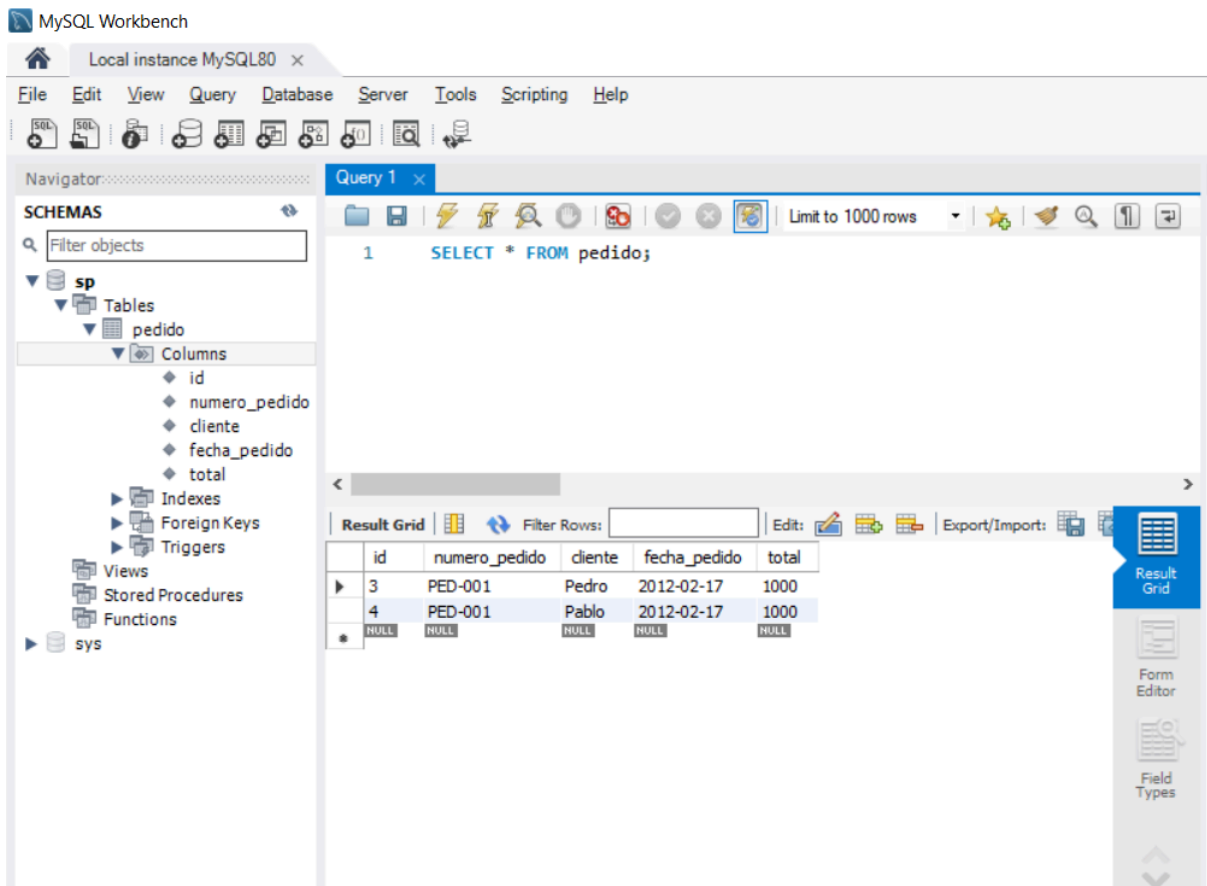 MySQL Workbench
Local instance MySQL80
File Edit View Query Database Server Tools Scripting Help
SQL SQL
Navigator
SCHEMAS
Filter objects
sp
Tables
pedido
Columns
id
numero_pedido
cliente
fecha_pedido
total
Indexes
Foreign Keys
Triggers
Views
Stored Procedures
Functions
sys
Query 1
Limit to 1000 rows
1 SELECT * FROM pedido;
Result Grid Filter Rows: Edit: Export/Import:
id numero_pedido cliente fecha_pedido total
3 PED-001 Pedro 2012-02-17 1000
4 PED-001 Pablo 2012-02-17 1000
NULL NULL NULL NULL NULL
Result
Grid
Form
Editor
Field
Types